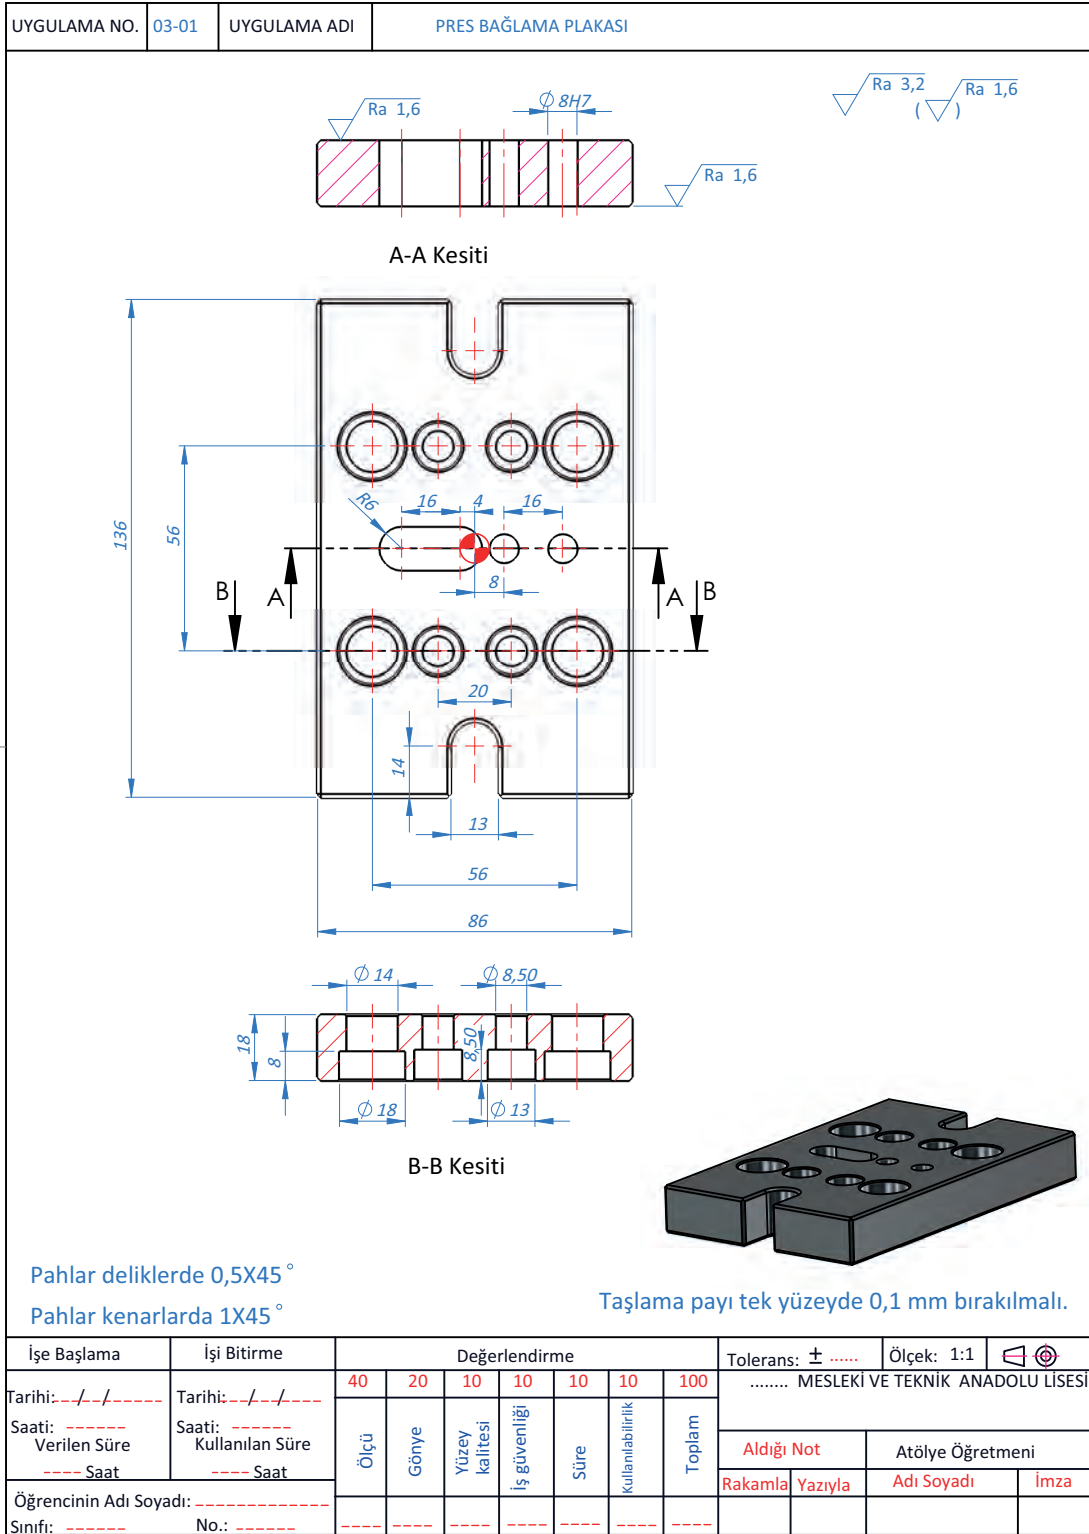 UYGULAMA NO. 03-01 UYGULAMA ADI PRES BAĞLAMA PLAKASI
Ra 3,2
( Ra 1,6 )
Ra 1,6
∅ 8H7
Ra 1,6
A-A Kesiti
136
56
R6
16
4
16
8
B
A
A
B
20
14
13
56
86
∅ 14
∅ 8,50
18
8
8,50
∅ 18
∅ 13
B-B Kesiti
Pahlar deliklerde 0,5X45°
Pahlar kenarlarda 1X45°
Taşlama payı tek yüzeyde 0,1 mm bırakılmalı.
İşe Başlama
İşi Bitirme
Değerlendirme
Tolerans: ± ......
Ölçek: 1:1
Tarihi:__/__/______
Tarihi:__/__/____
40 20 10 10 10 10 100
........ MESLEKİ VE TEKNİK ANADOLU LİSESİ
Saati: ------
Saati: ------
Verilen Süre
Kullanılan Süre
---- Saat
---- Saat
Ölçü
Gönye
Yüzey
kalitesi
İş güvenliği
Süre
Kullanılabilirlik
Toplam
Aldığı Not
Atölye Öğretmeni
Rakamla
Yazıyla
Adı Soyadı
İmza
Öğrencinin Adı Soyadı: -------------
Sınıfı: ------
No.: ------
---- ---- ---- ---- ---- ---- ----